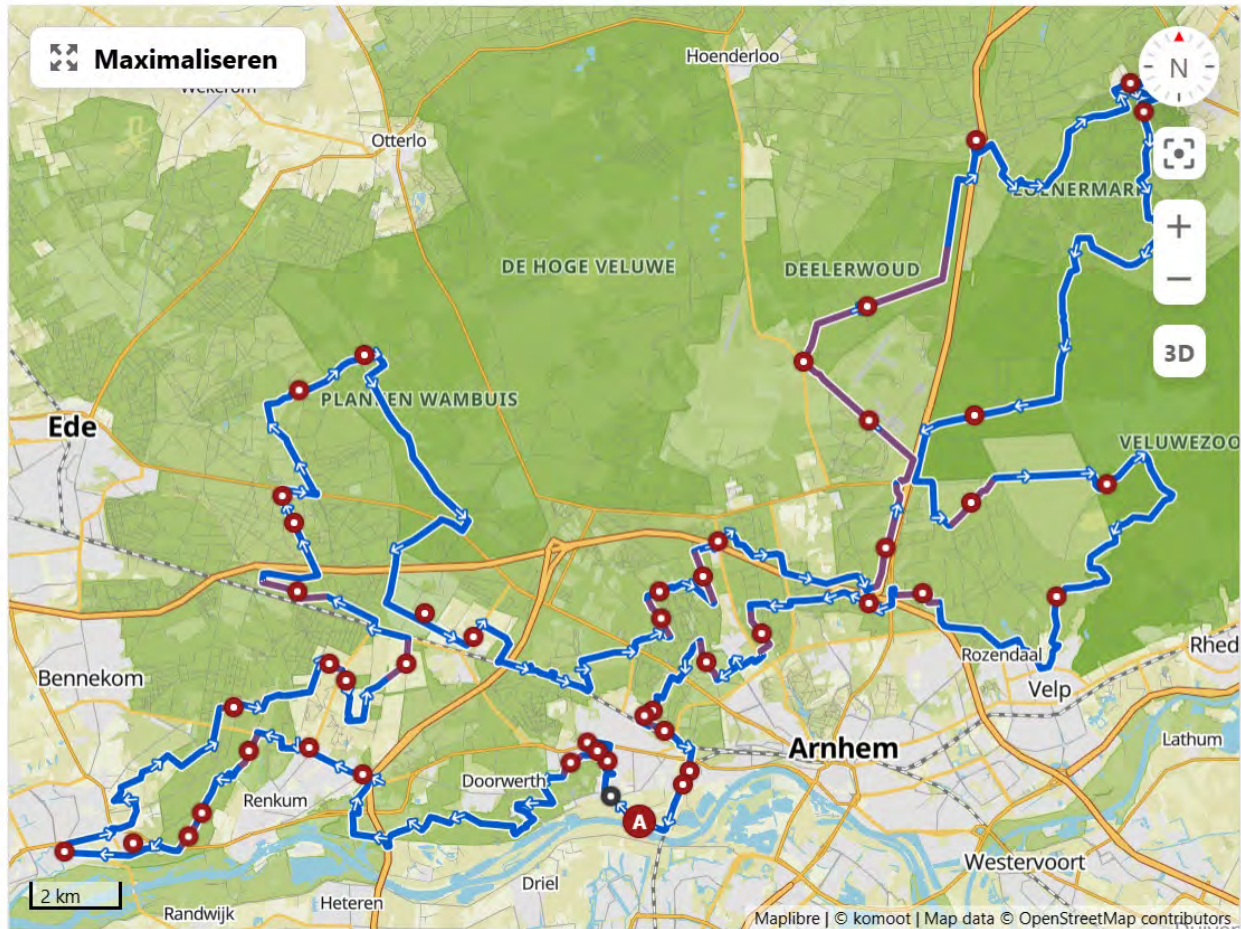 Maximaliseren
Hoenderloo
N
Otterlo
DE HOGE VELUWE
DEELERWOUD
+
−
3D
PLANKEN WAMBUIS
Ede
VELUWEZOO
Bennekom
Rozendaal
Rhed
Velp
Arnhem
Lathum
Doorwerth
Renkum
A
Westervoort
Driel
2 km
Randwijk
Heteren
Maplibre | © komoot | Map data © OpenStreetMap contributors